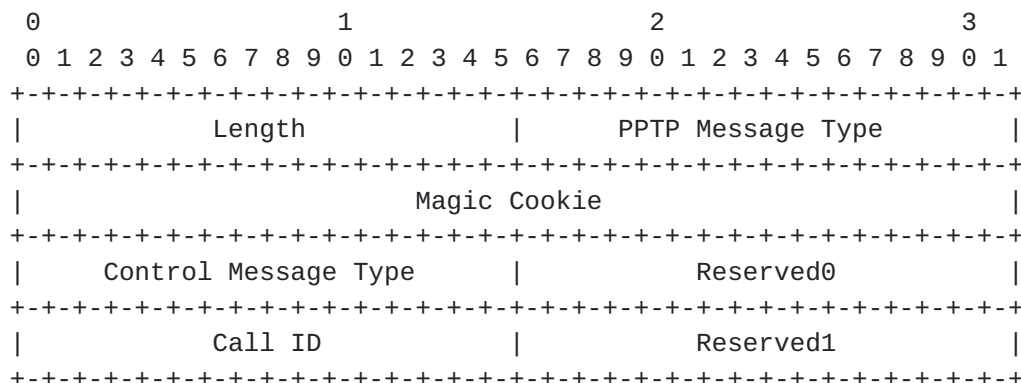 0                   1                   2                   3
 0 1 2 3 4 5 6 7 8 9 0 1 2 3 4 5 6 7 8 9 0 1 2 3 4 5 6 7 8 9 0 1
+-+-+-+-+-+-+-+-+-+-+-+-+-+-+-+-+-+-+-+-+-+-+-+-+-+-+-+-+-+-+-+-+
|            Length             |      PPTP Message Type        |
+-+-+-+-+-+-+-+-+-+-+-+-+-+-+-+-+-+-+-+-+-+-+-+-+-+-+-+-+-+-+-+-+
|                         Magic Cookie                          |
+-+-+-+-+-+-+-+-+-+-+-+-+-+-+-+-+-+-+-+-+-+-+-+-+-+-+-+-+-+-+-+-+
|     Control Message Type      |           Reserved0           |
+-+-+-+-+-+-+-+-+-+-+-+-+-+-+-+-+-+-+-+-+-+-+-+-+-+-+-+-+-+-+-+-+
|            Call ID            |           Reserved1           |
+-+-+-+-+-+-+-+-+-+-+-+-+-+-+-+-+-+-+-+-+-+-+-+-+-+-+-+-+-+-+-+-+